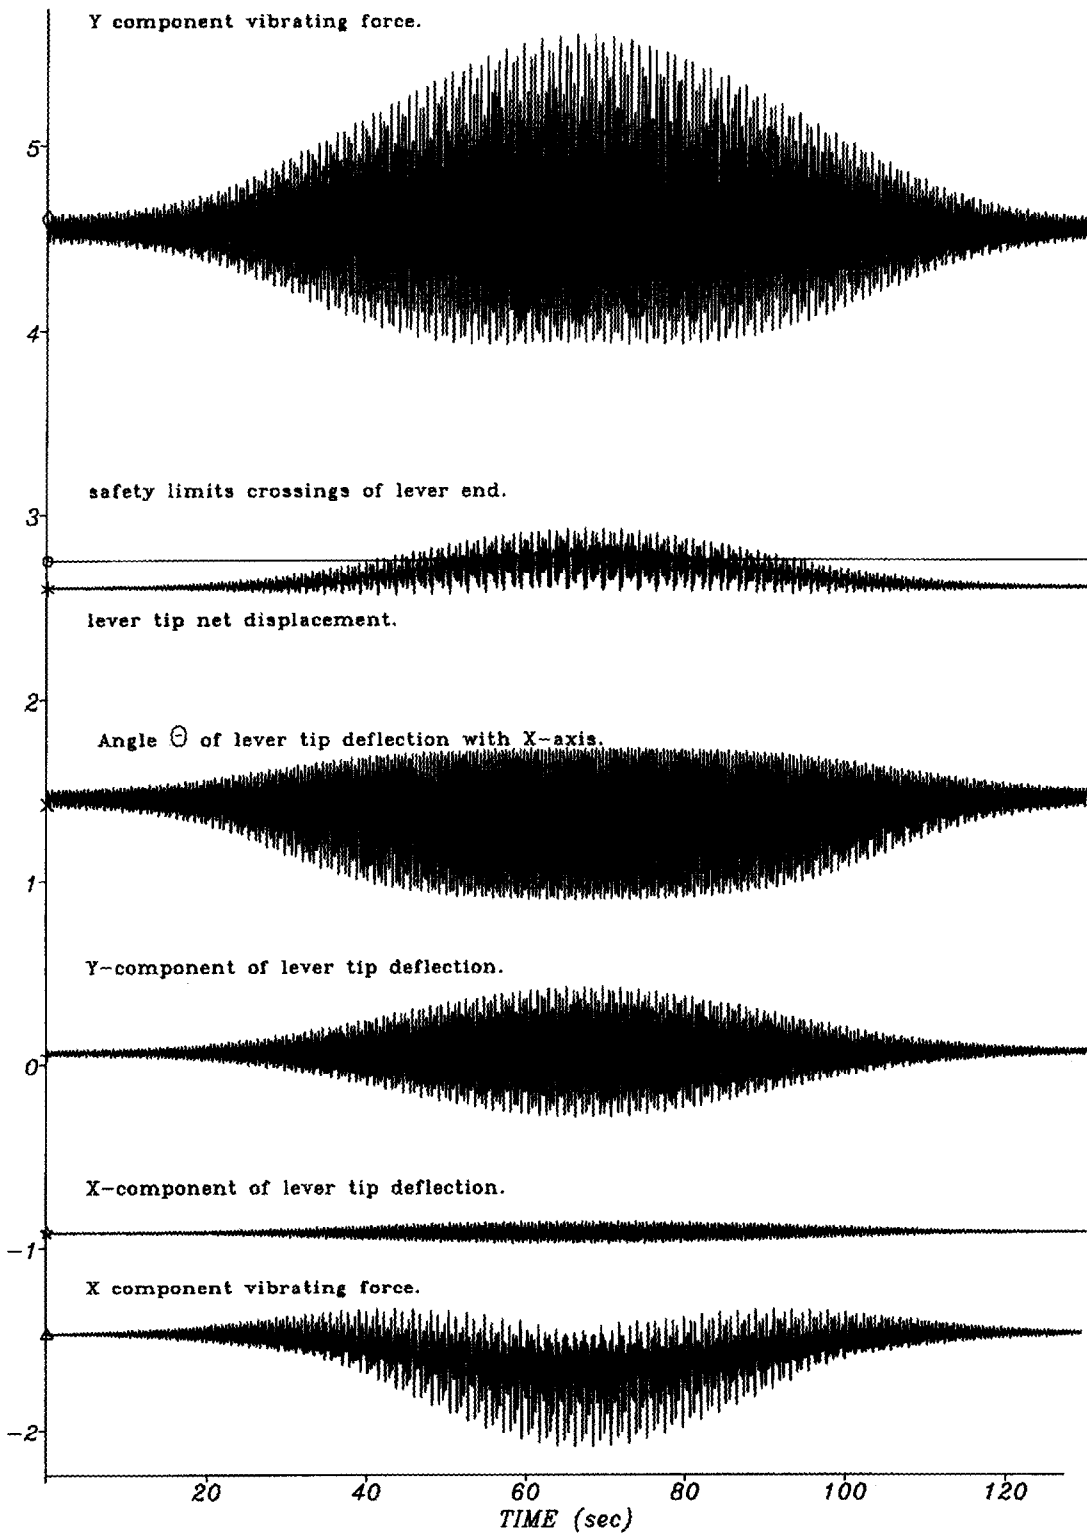 Y component vibrating force.
5
4
safety limits crossings of lever end.
3
lever tip net displacement.
2
Angle Θ of lever tip deflection with X-axis.
1
Y-component of lever tip deflection.
0
X-component of lever tip deflection.
-1
X component vibrating force.
-2
20 40 60 80 100 120
TIME (sec)